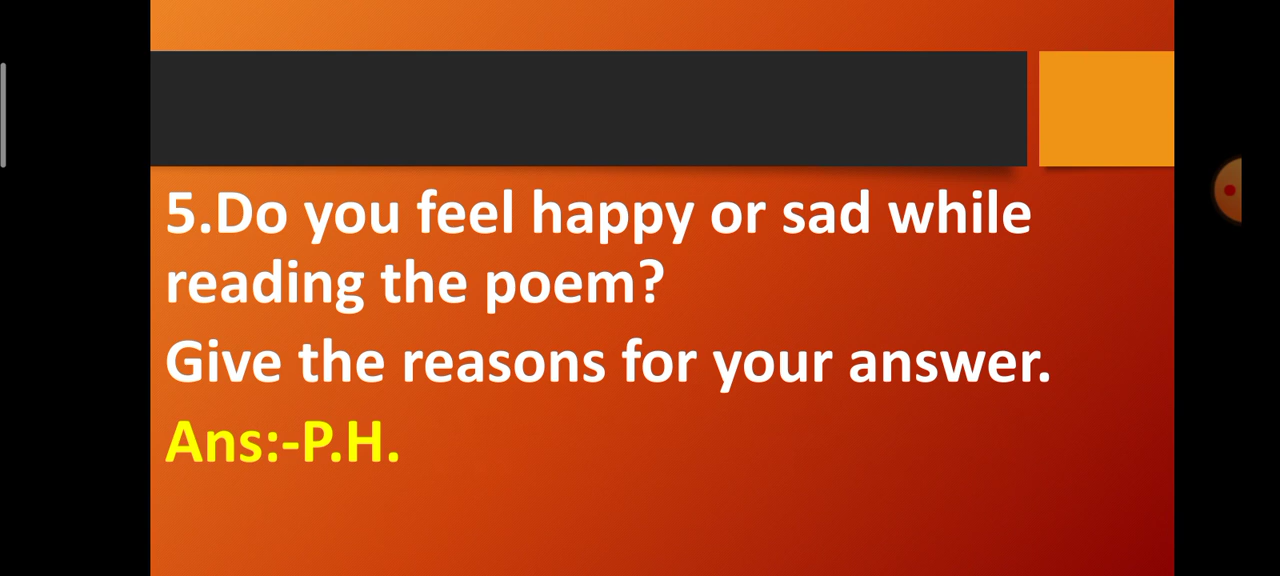 5.Do you feel happy or sad while
reading the poem?
Give the reasons for your answer.
Ans:-P.H.